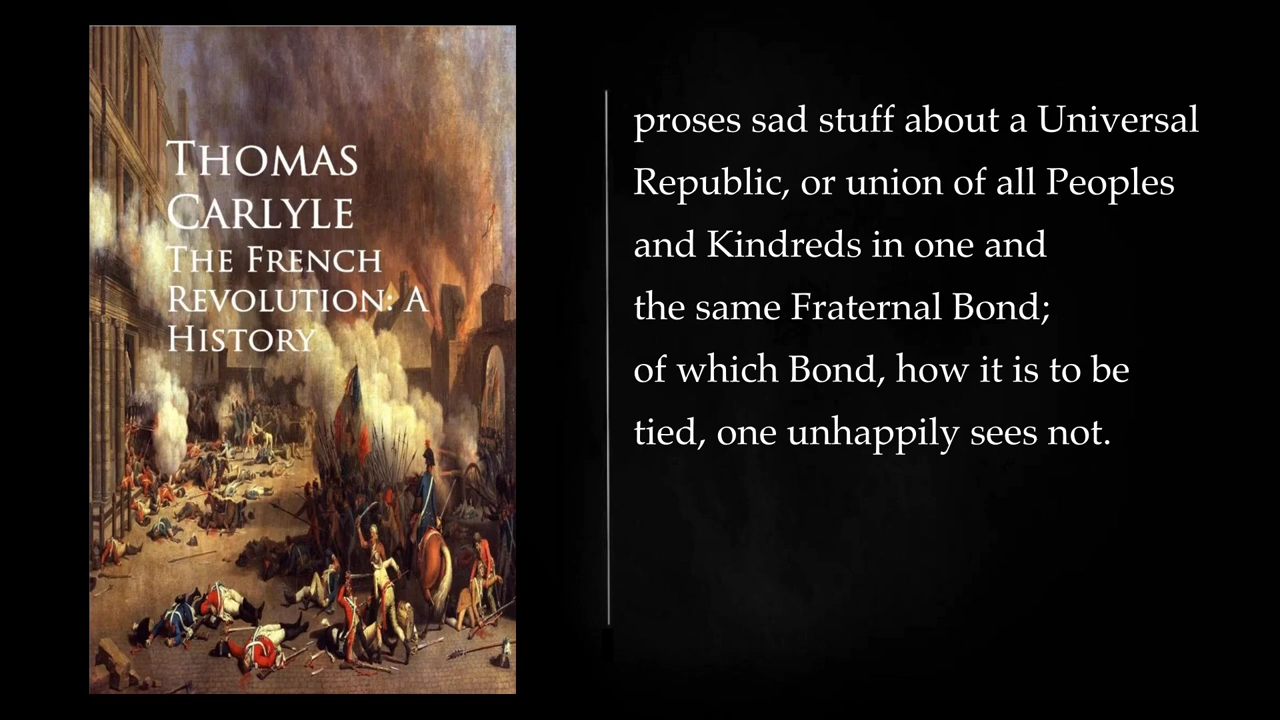 THOMAS
CARLYLE
THE FRENCH
REVOLUTION: A
HISTORY
proses sad stuff about a Universal
Republic, or union of all Peoples
and Kindreds in one and
the same Fraternal Bond;
of which Bond, how it is to be
tied, one unhappily sees not.